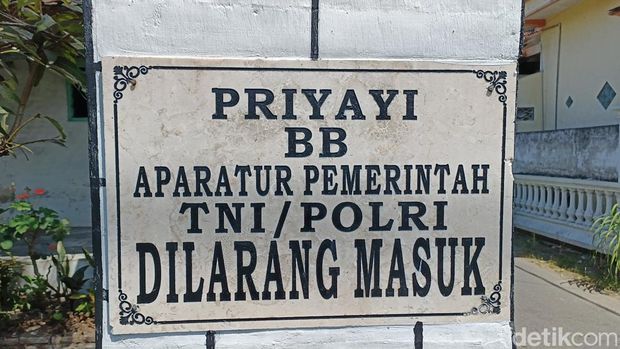 PRIYAYI
BB
APARATUR PEMERINTAH
TNI/POLRI
DILARANG MASUK
detikcom